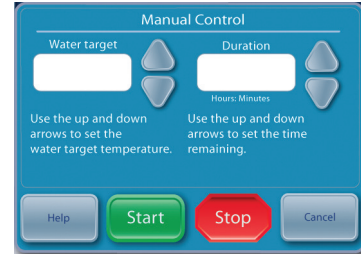 Manual Control
Water target
Duration
Hours: Minutes
Use the up and down
arrows to set the
water target temperature.
Use the up and down
arrows to set the time
remaining.
Help
Start
Stop
Cancel